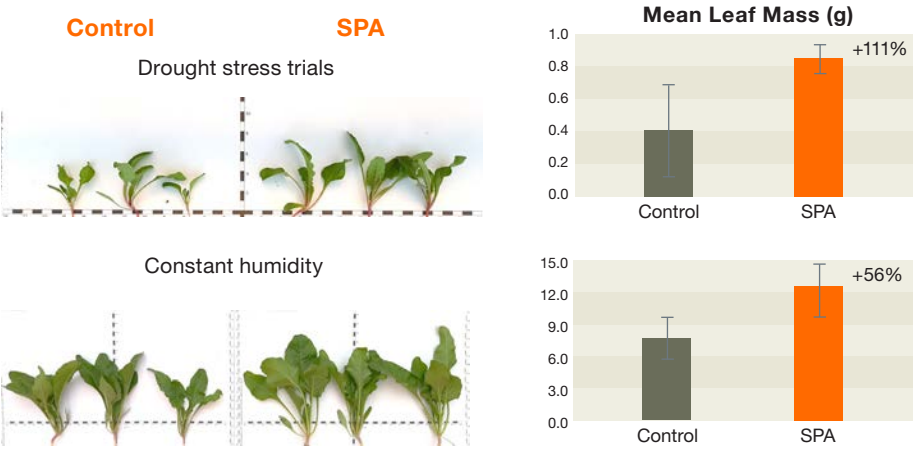 Control SPA
Drought stress trials
Mean Leaf Mass (g)
1.0
0.8
0.6
0.4
0.2
0.0
+111%
Control SPA
Constant humidity
15.0
12.0
9.0
6.0
3.0
0.0
+56%
Control SPA